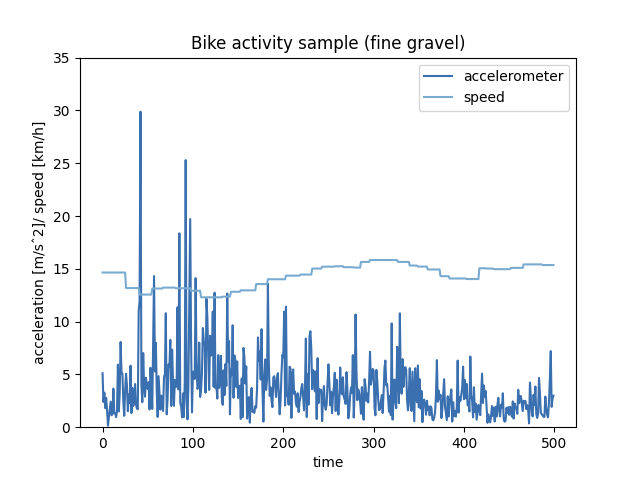 Bike activity sample (fine gravel)
accelerometer
speed
acceleration [m/sˆ2]/ speed [km/h]
35
30
25
20
15
10
5
0
0 100 200 300 400 500
time